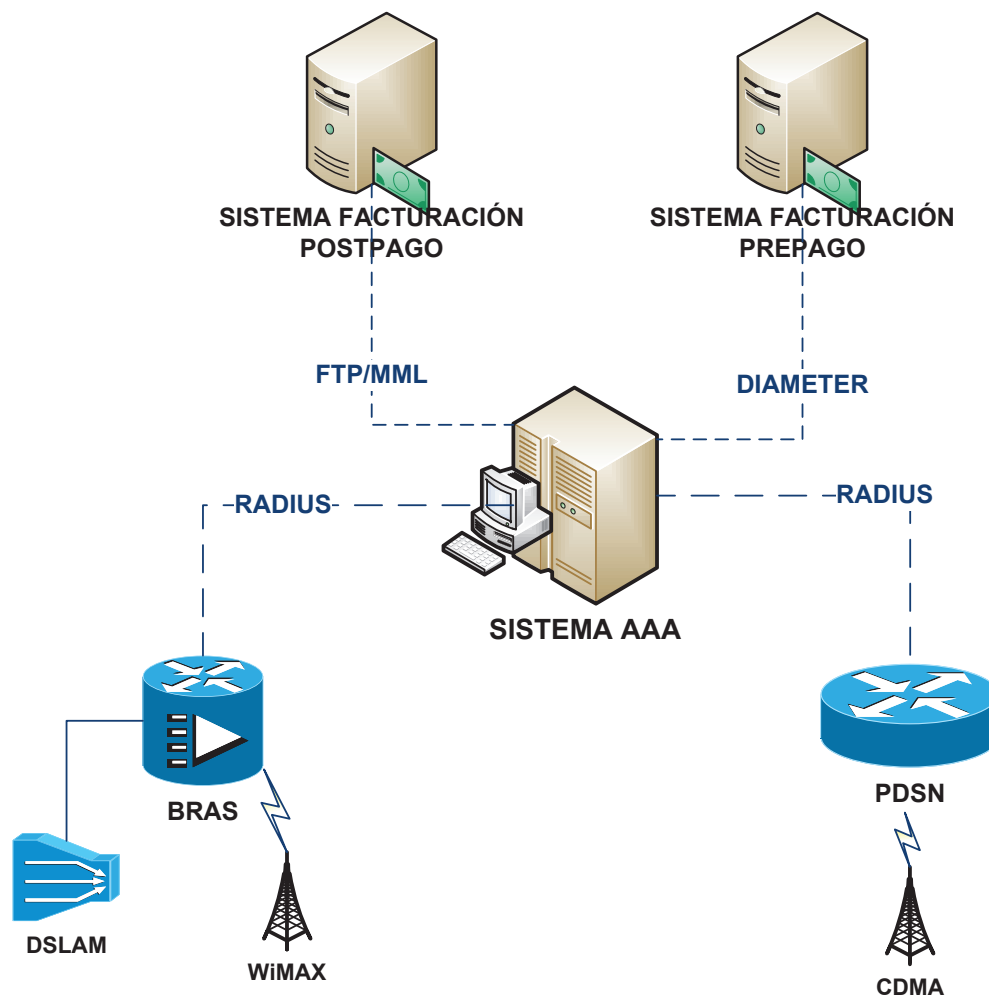 SISTEMA FACTURACIÓN
POSTPAGO
SISTEMA FACTURACIÓN
PREPAGO
FTP/MML
DIAMETER
RADIUS
RADIUS
SISTEMA AAA
BRAS
PDSN
DSLAM
WiMAX
CDMA